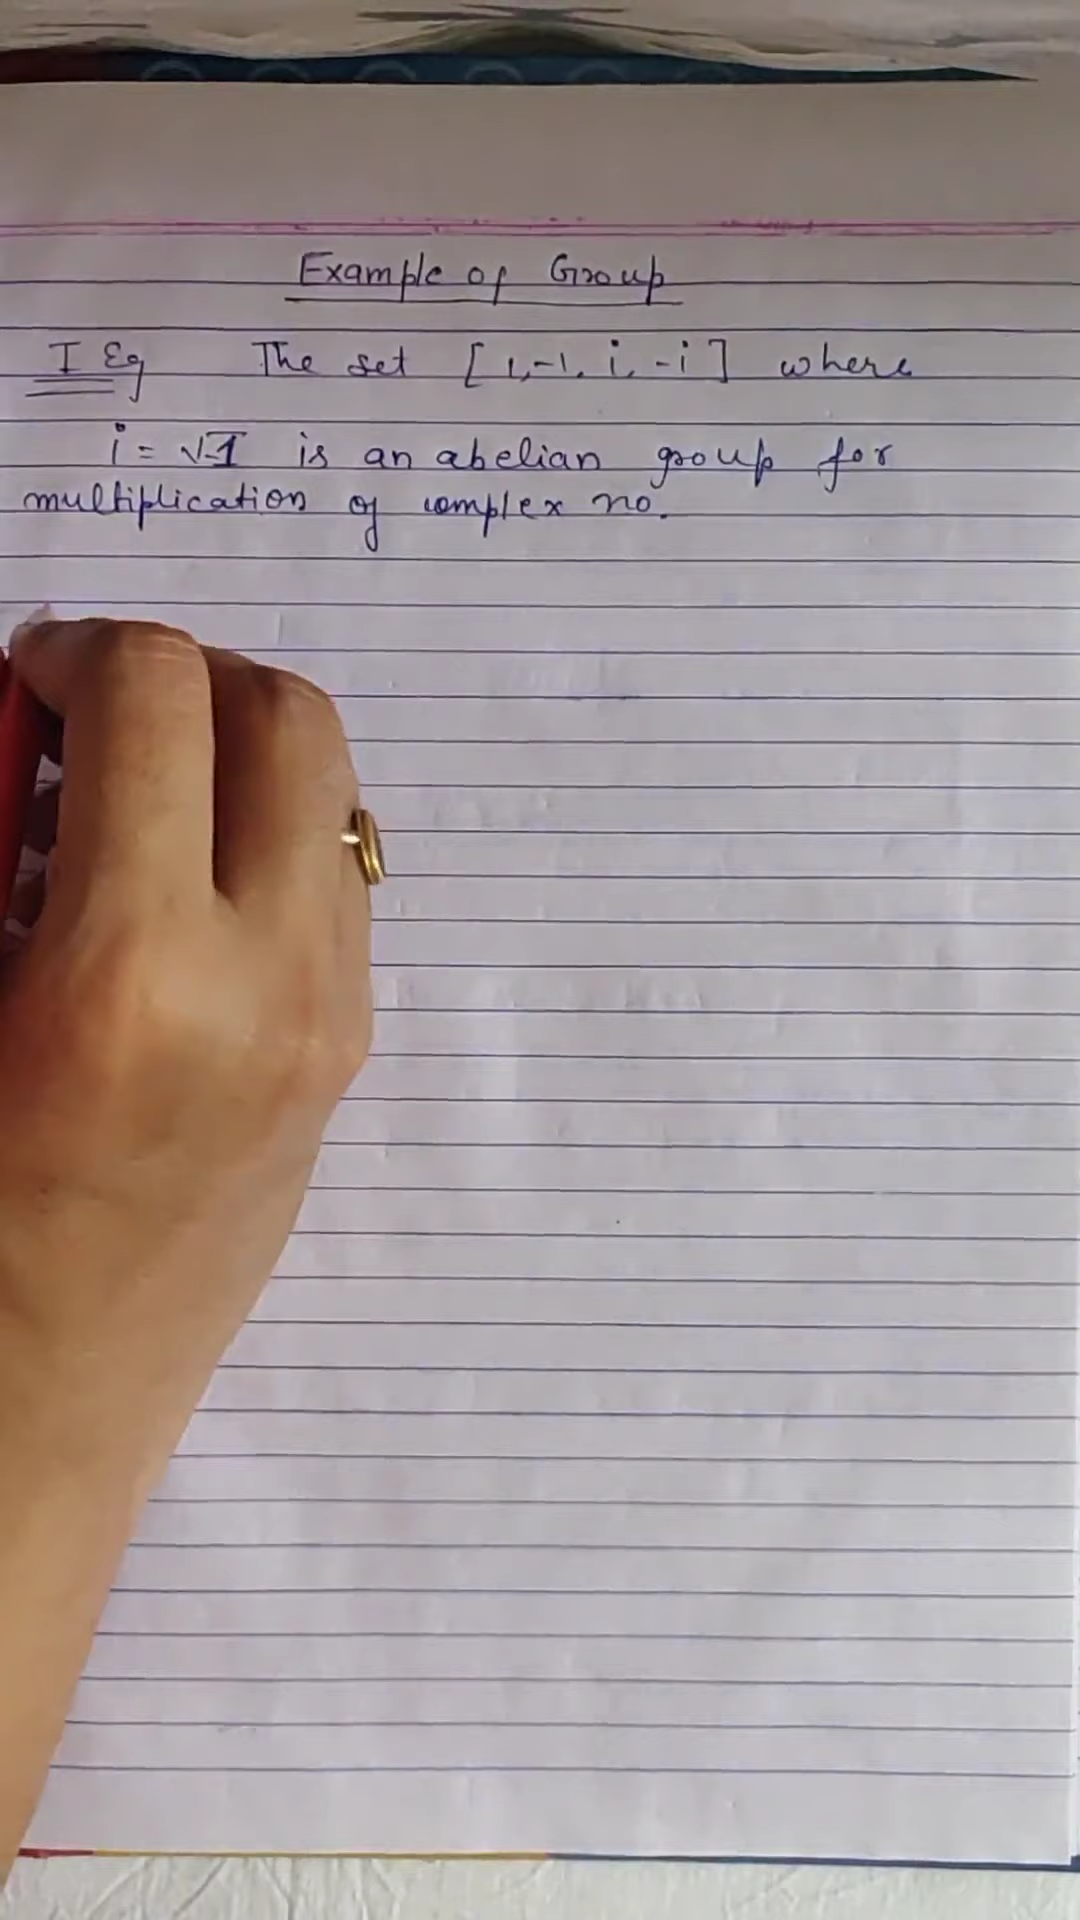 Example of Group
I Eg The set [1,-1, i, -i] where
i = √-1 is an abelian group for
multiplication of complex no.